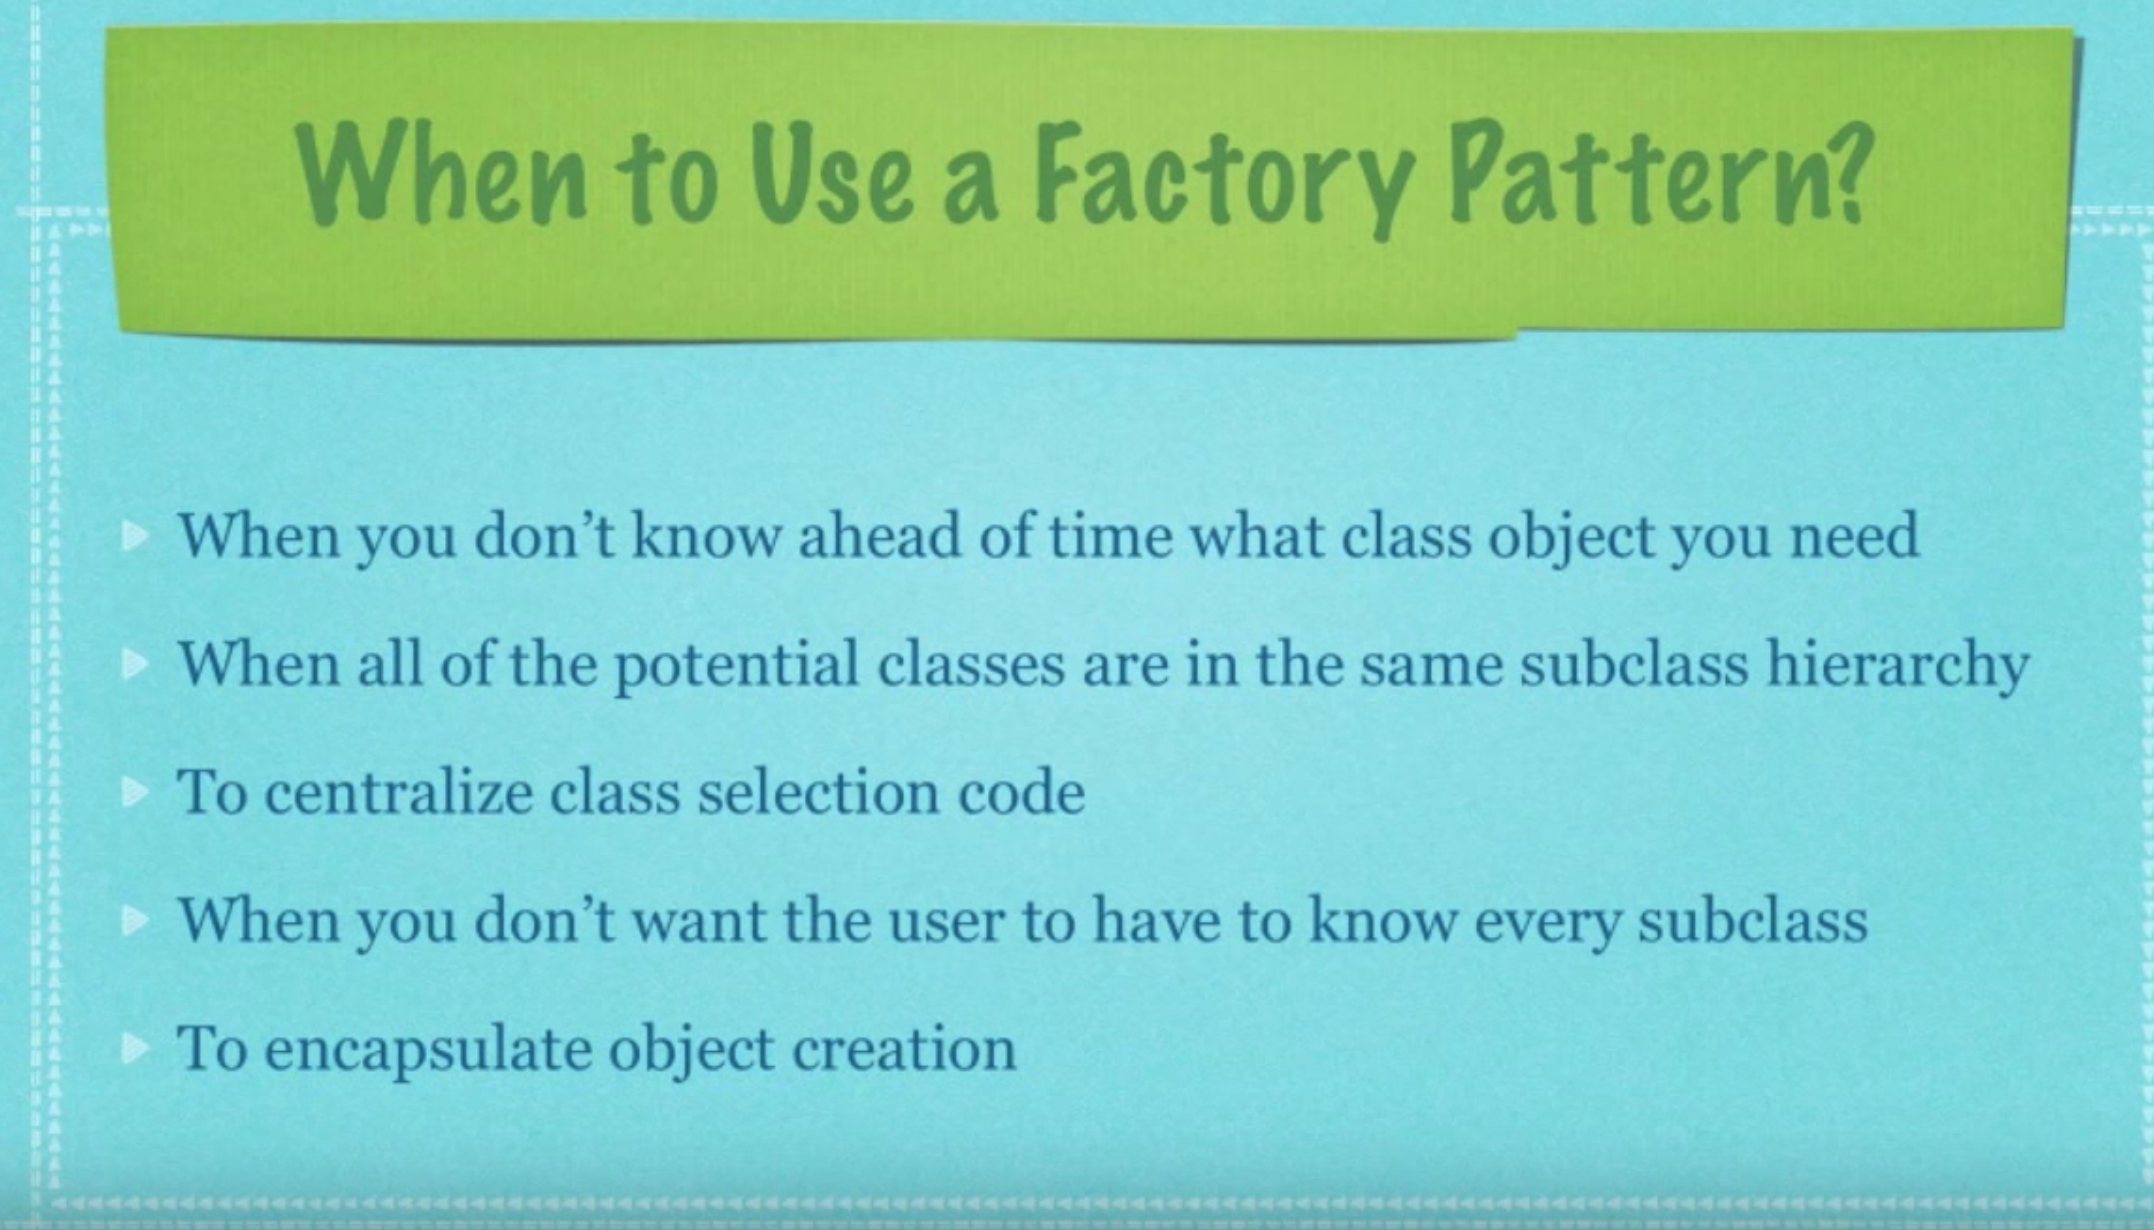 When to Use a Factory Pattern?
When you don’t know ahead of time what class object you need
When all of the potential classes are in the same subclass hierarchy
To centralize class selection code
When you don’t want the user to have to know every subclass
To encapsulate object creation